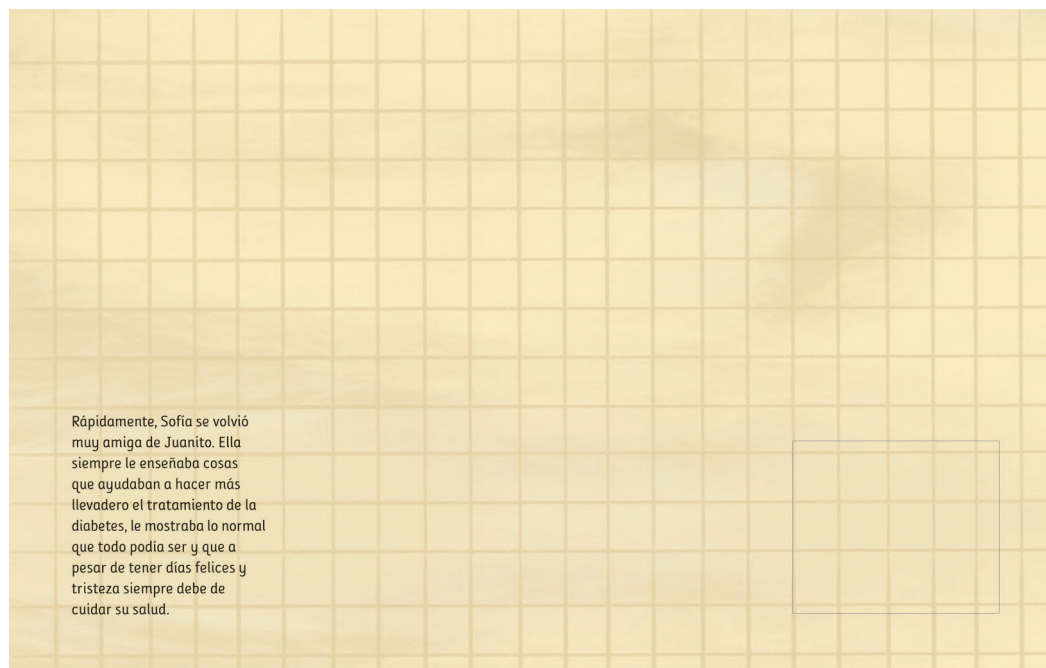 Rápidamente, Sofía se volvió
muy amiga de Juanito. Ella
siempre le enseñaba cosas
que ayudaban a hacer más
llevadero el tratamiento de la
diabetes, le mostraba lo normal
que todo podía ser y que a
pesar de tener días felices y
tristeza siempre debe de
cuidar su salud.